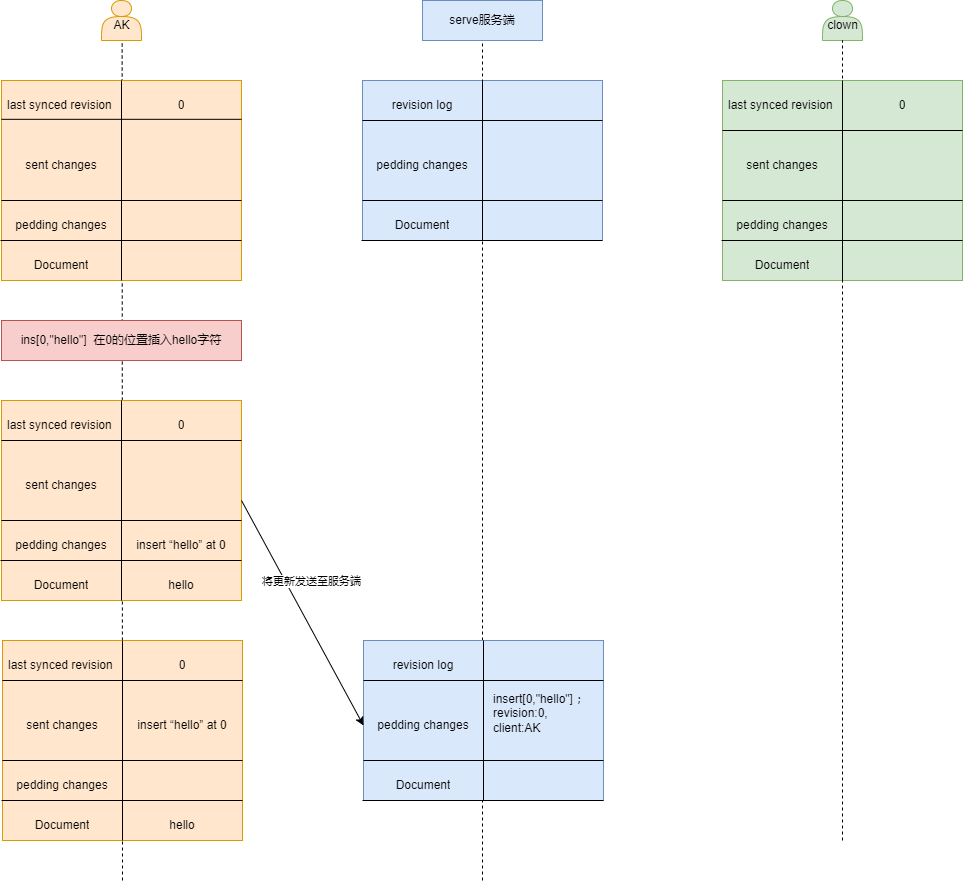 AK
serve服务端
clown
last synced revision
0
sent changes
pedding changes
Document
revision log
pedding changes
Document
last synced revision
0
sent changes
pedding changes
Document
ins[0,"hello"] 在0的位置插入hello字符
last synced revision
0
sent changes
pedding changes
insert “hello” at 0
Document
hello
将更新发送至服务端
last synced revision
0
sent changes
insert “hello” at 0
pedding changes
Document
hello
revision log
pedding changes
insert[0,"hello"]；
revision:0,
client:AK
Document